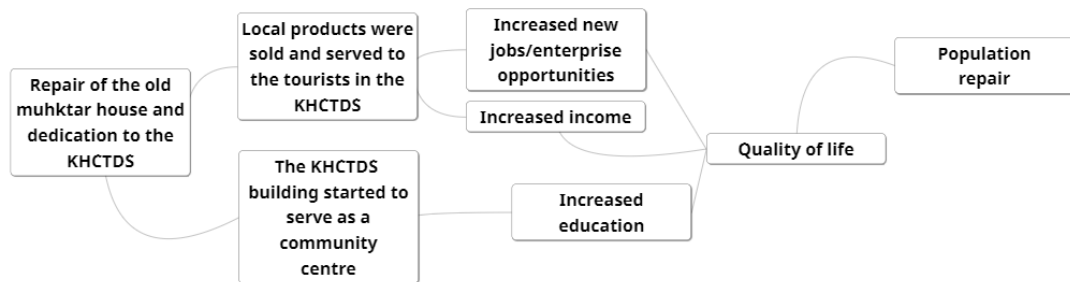 Repair of the old
muhktar house and
dedication to the
KHCTDS
Local products were
sold and served to
the tourists in the
KHCTDS
The KHCTDS
building started to
serve as a
community
centre
Increased new
jobs/enterprise
opportunities
Increased income
Increased
education
Quality of life
Population
repair